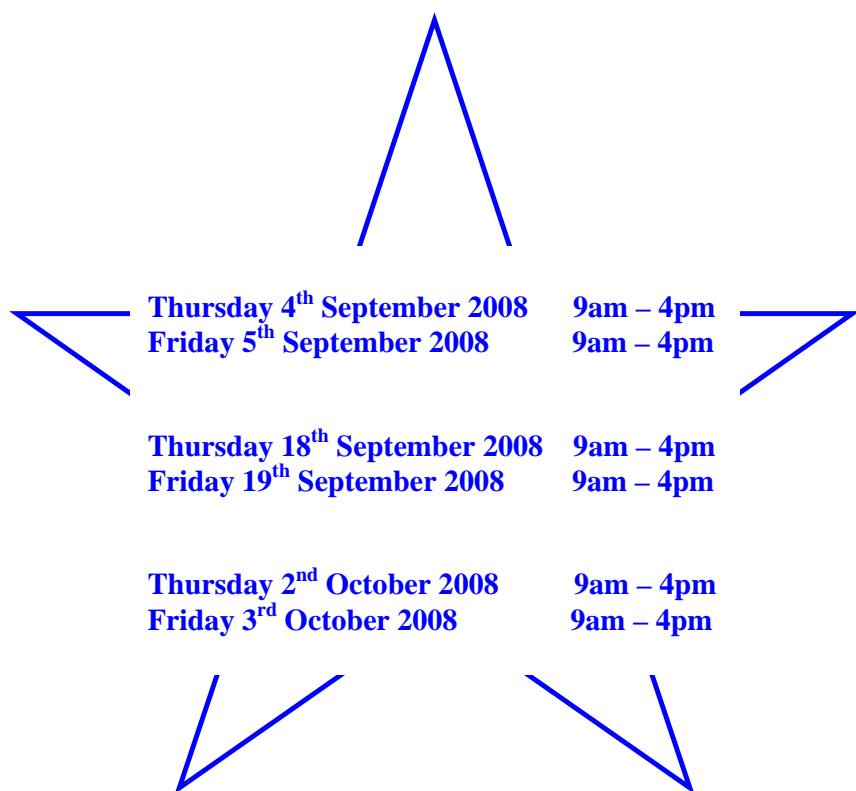 Thursday 4th September 2008 9am – 4pm
Friday 5th September 2008 9am – 4pm
Thursday 18th September 2008 9am – 4pm
Friday 19th September 2008 9am – 4pm
Thursday 2nd October 2008 9am – 4pm
Friday 3rd October 2008 9am – 4pm